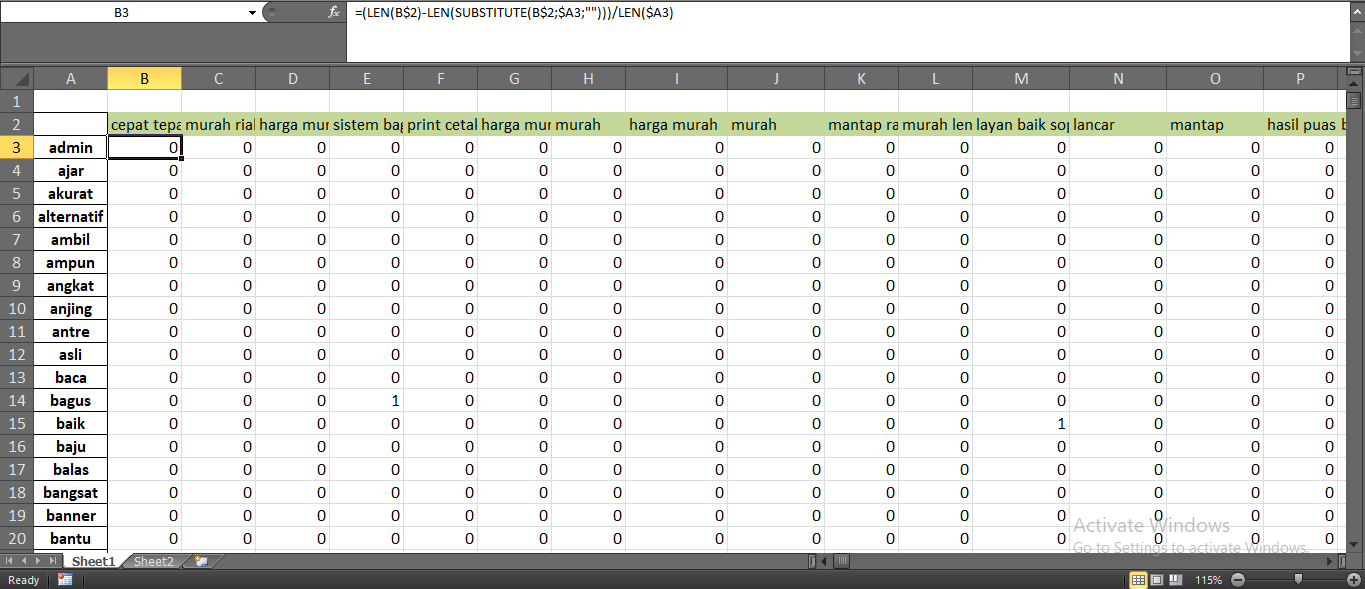 B3 fx =(LEN(B$2)-LEN(SUBSTITUTE(B$2;$A3;"")))/LEN($A3)
A B C D E F G H I J K L M N O P
1
2 cepat tepa murah rial harga mur sistem bag print cetal harga mur murah harga murah murah mantap ra murah len layan baik sop lancar mantap hasil puas b
3 admin 0 0 0 0 0 0 0 0 0 0 0 0 0 0 0
4 ajar 0 0 0 0 0 0 0 0 0 0 0 0 0 0 0
5 akurat 0 0 0 0 0 0 0 0 0 0 0 0 0 0 0
6 alternatif 0 0 0 0 0 0 0 0 0 0 0 0 0 0 0
7 ambil 0 0 0 0 0 0 0 0 0 0 0 0 0 0 0
8 ampun 0 0 0 0 0 0 0 0 0 0 0 0 0 0 0
9 angkat 0 0 0 0 0 0 0 0 0 0 0 0 0 0 0
10 anjing 0 0 0 0 0 0 0 0 0 0 0 0 0 0 0
11 antre 0 0 0 0 0 0 0 0 0 0 0 0 0 0 0
12 asli 0 0 0 0 0 0 0 0 0 0 0 0 0 0 0
13 baca 0 0 0 0 0 0 0 0 0 0 0 0 0 0 0
14 bagus 0 0 0 1 0 0 0 0 0 0 0 0 0 0 0
15 baik 0 0 0 0 0 0 0 0 0 0 0 1 0 0 0
16 baju 0 0 0 0 0 0 0 0 0 0 0 0 0 0 0
17 balas 0 0 0 0 0 0 0 0 0 0 0 0 0 0 0
18 bangsat 0 0 0 0 0 0 0 0 0 0 0 0 0 0 0
19 banner 0 0 0 0 0 0 0 0 0 0 0 0 0 0 0
20 bantu 0 0 0 0 0 0 0 0 0 0 0 0 0 0 0
Activate Windows
Go to Settings to activate Windows.
Sheet1 Sheet2
Ready 115%